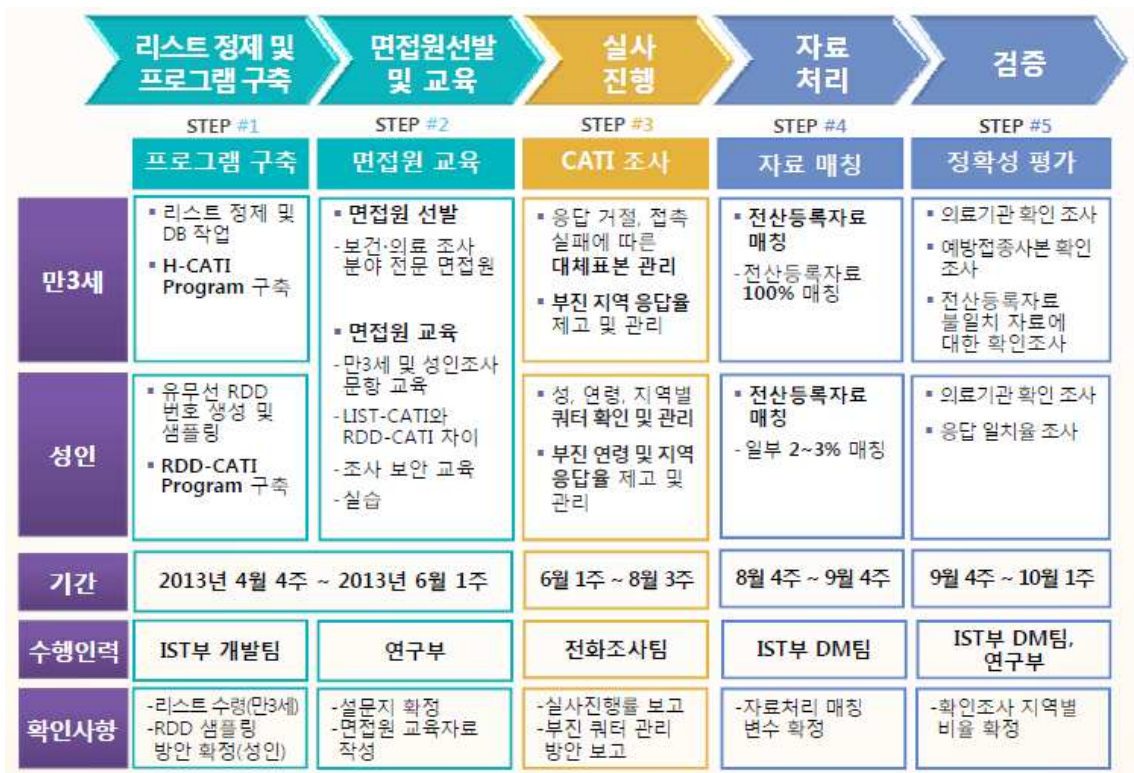 리스트 정제 및
프로그램 구축
면접원선발
및 교육
실사
진행
자료
처리
검증
STEP #1
STEP #2
STEP #3
STEP #4
STEP #5
프로그램 구축
면접원 교육
CATI 조사
자료 매칭
정확성 평가
만3세
▪ 리스트 정제 및
DB 작업
▪ H-CATI
Program 구축
▪ 면접원 선발
-보건·의료 조사
분야 전문 면접원
▪ 면접원 교육
-만3세 및 성인조사
문항 교육
-LIST-CATI와
RDD-CATI 차이
-조사 보안 교육
-실습
▪ 응답 거절, 접촉
실패에 따른
대체표본 관리
▪ 부진 지역 응답율
제고 및 관리
▪ 전산등록자료
매칭
-전산등록자료
100% 매칭
▪ 의료기관 확인 조사
▪ 예방접종사본 확인
조사
▪ 전산등록자료
불일치 자료에
대한 확인조사
성인
▪ 유무선 RDD
번호 생성 및
샘플링
▪ RDD-CATI
Program 구축
▪ 성, 연령, 지역별
쿼터 확인 및 관리
▪ 부진 연령 및 지역
응답율 제고 및
관리
▪ 전산등록자료
매칭
-일부 2~3% 매칭
▪ 의료기관 확인 조사
▪ 응답 일치율 조사
기간
2013년 4월 4주 ~ 2013년 6월 1주
6월 1주 ~ 8월 3주
8월 4주 ~ 9월 4주
9월 4주 ~ 10월 1주
수행인력
IST부 개발팀
연구부
전화조사팀
IST부 DM팀
IST부 DM팀,
연구부
확인사항
-리스트 수령(만3세)
-RDD 샘플링
방안 확정(성인)
-설문지 확정
-면접원 교육자료
작성
-실사진행률 보고
-부진 쿼터 관리
방안 보고
-자료처리 매칭
변수 확정
-확인조사 지역별
비율 확정